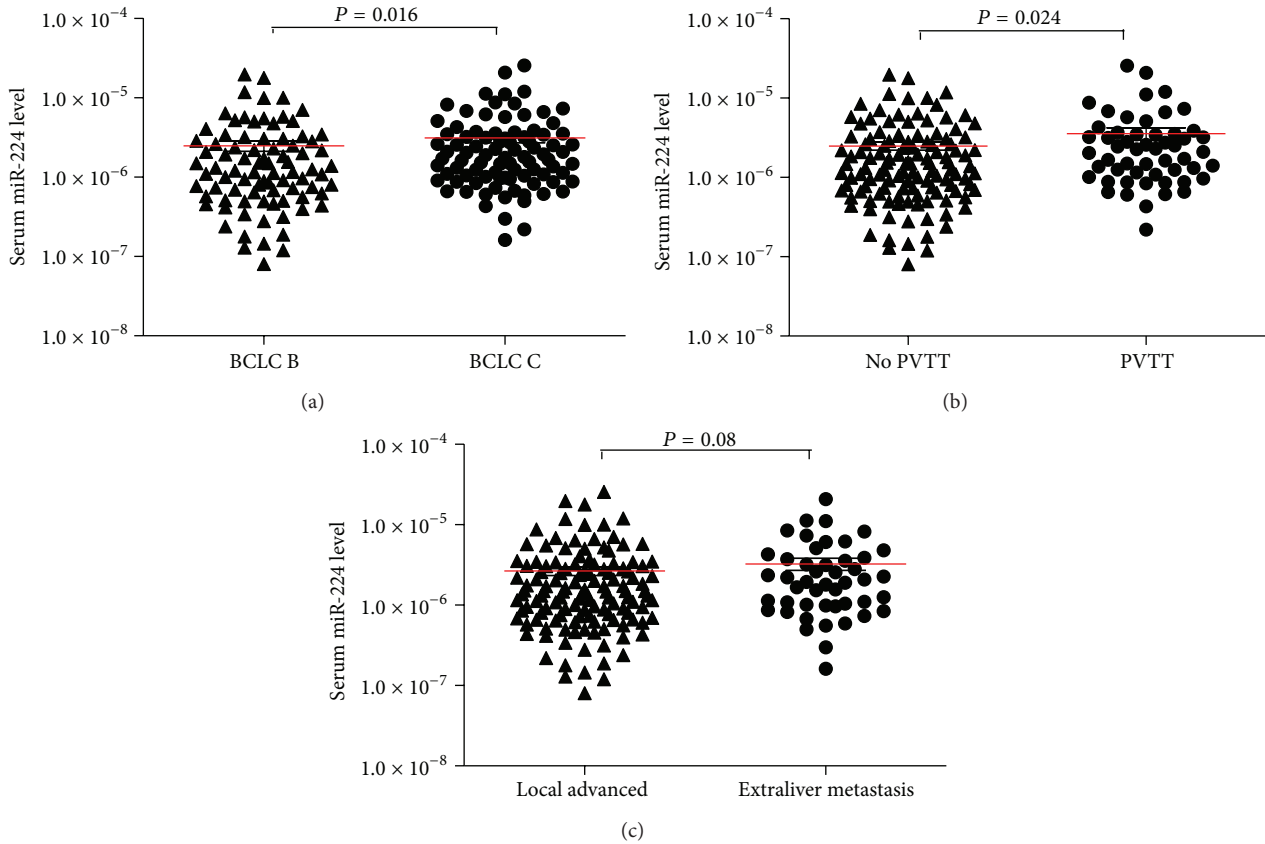 P = 0.016
Serum miR-224 level
1.0 × 10⁻⁴
1.0 × 10⁻⁵
1.0 × 10⁻⁶
1.0 × 10⁻⁷
1.0 × 10⁻⁸
BCLC B
BCLC C
(a)
P = 0.024
Serum miR-224 level
1.0 × 10⁻⁴
1.0 × 10⁻⁵
1.0 × 10⁻⁶
1.0 × 10⁻⁷
1.0 × 10⁻⁸
No PVTT
PVTT
(b)
P = 0.08
Serum miR-224 level
1.0 × 10⁻⁴
1.0 × 10⁻⁵
1.0 × 10⁻⁶
1.0 × 10⁻⁷
1.0 × 10⁻⁸
Local advanced
Extraliver metastasis
(c)